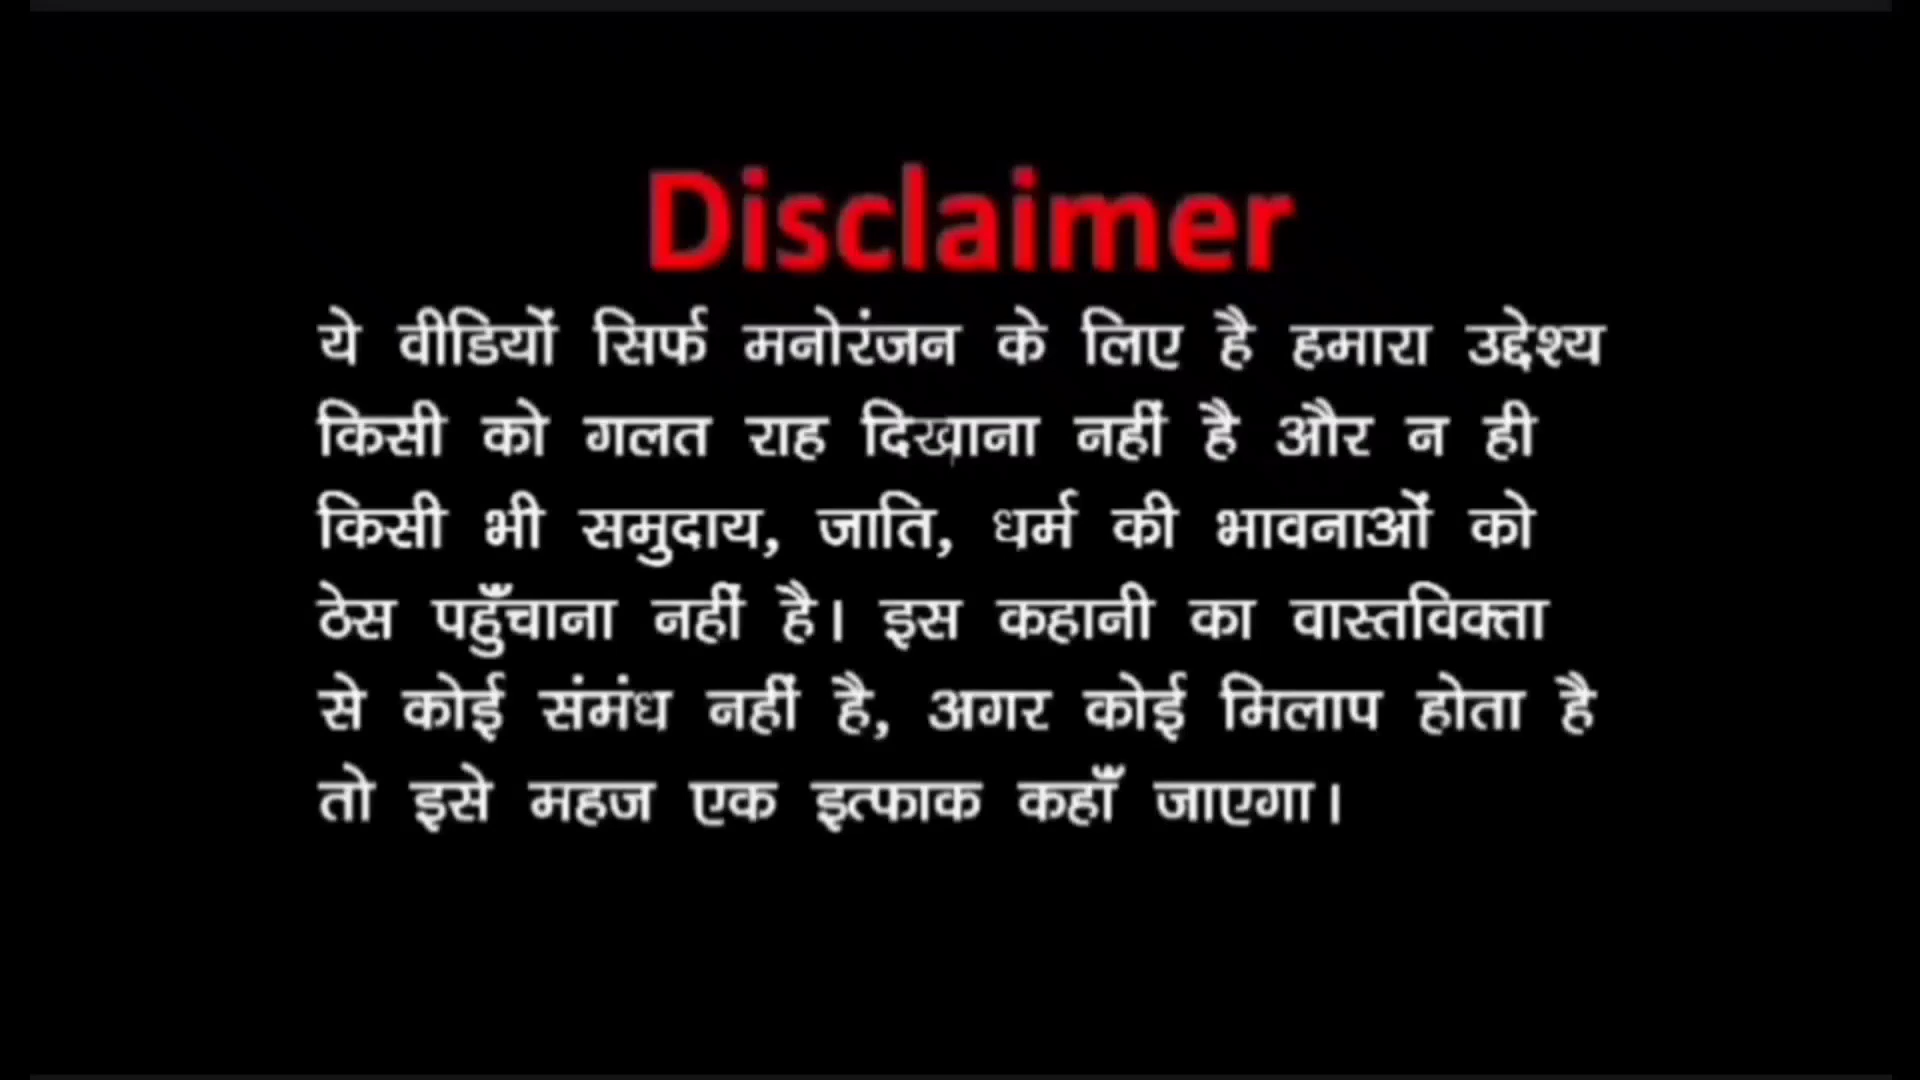 Disclaimer
ये वीडियों सिर्फ मनोरंजन के लिए है हमारा उद्देश्य
किसी को गलत राह दिखाना नहीं है और न ही
किसी भी समुदाय, जाति, धर्म की भावनाओं को
ठेस पहुँचाना नहीं है। इस कहानी का वास्तविक्ता
से कोई संमंध नहीं है, अगर कोई मिलाप होता है
तो इसे महज एक इत्फाक कहाँ जाएगा।